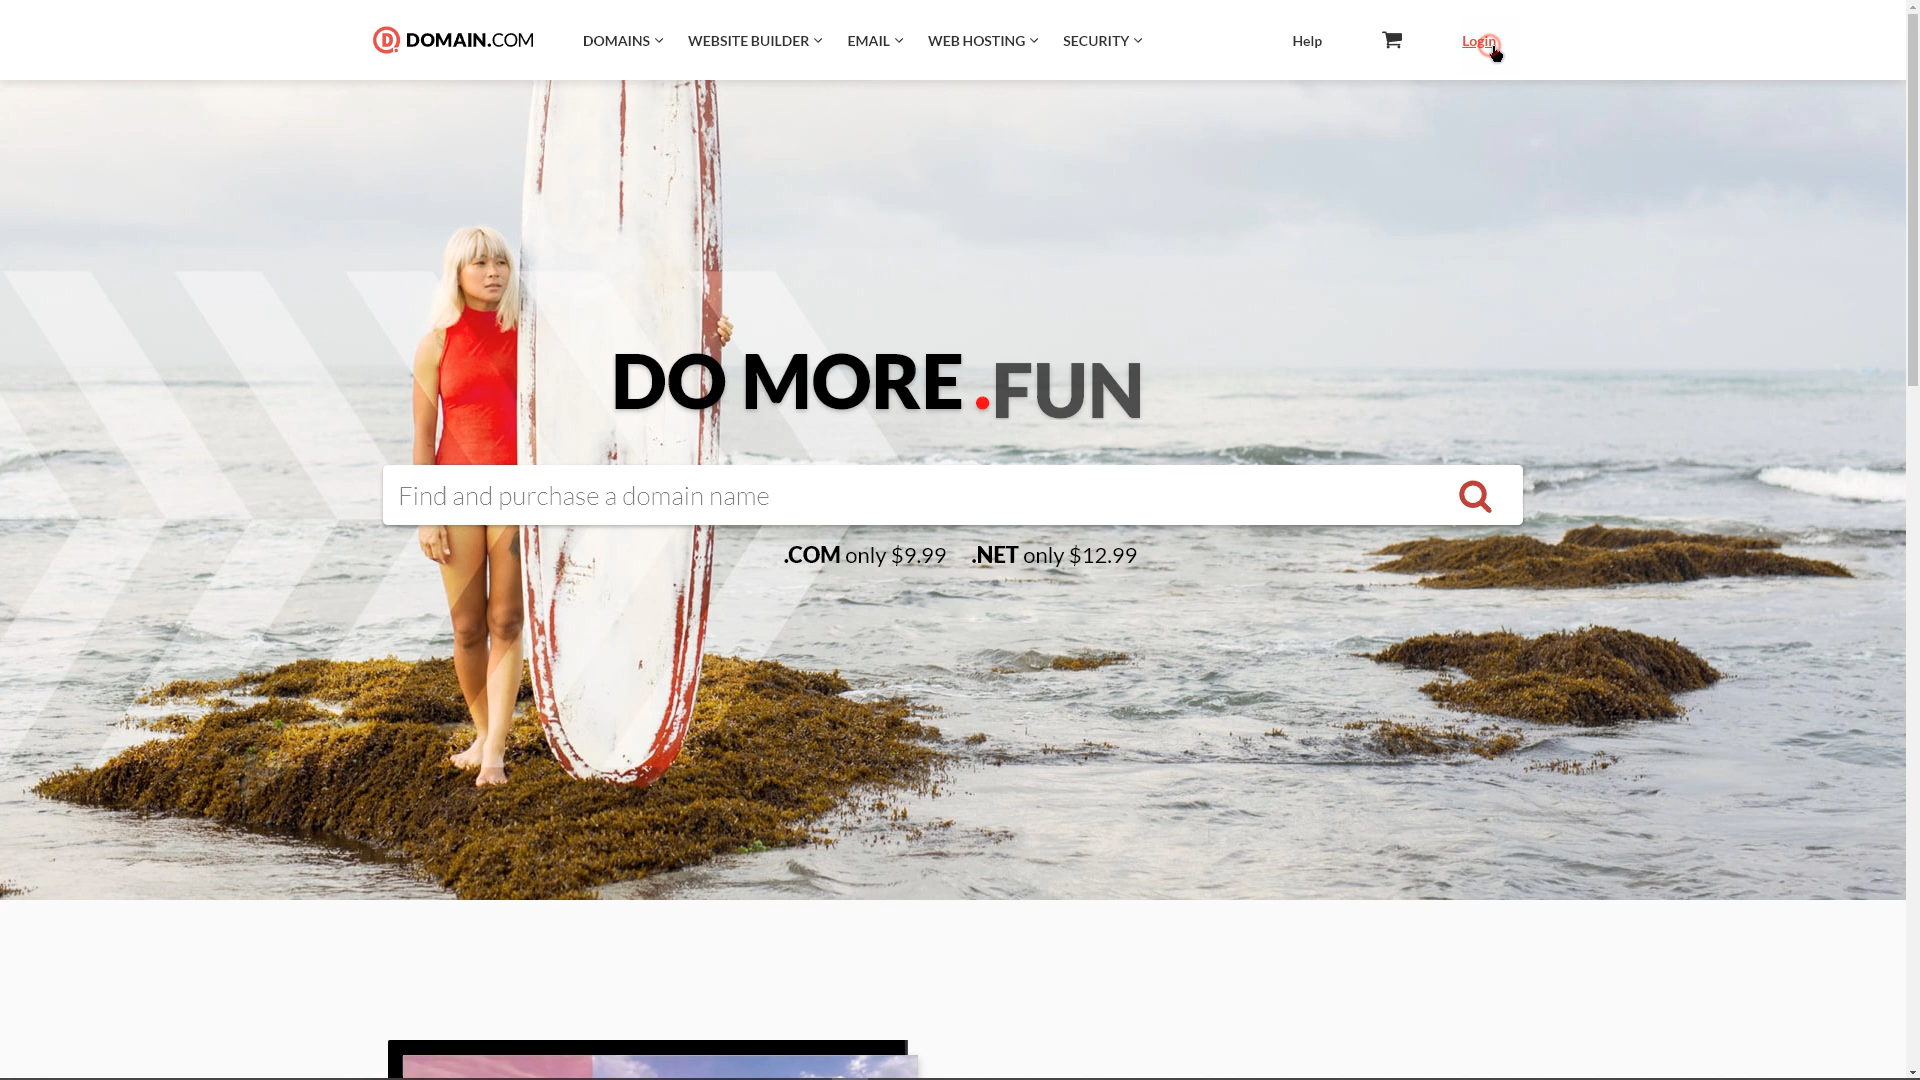 DOMAIN.COM
DOMAINS
WEBSITE BUILDER
EMAIL
WEB HOSTING
SECURITY
Help
Login
DO MORE .FUN
Find and purchase a domain name
.COM only $9.99 .NET only $12.99